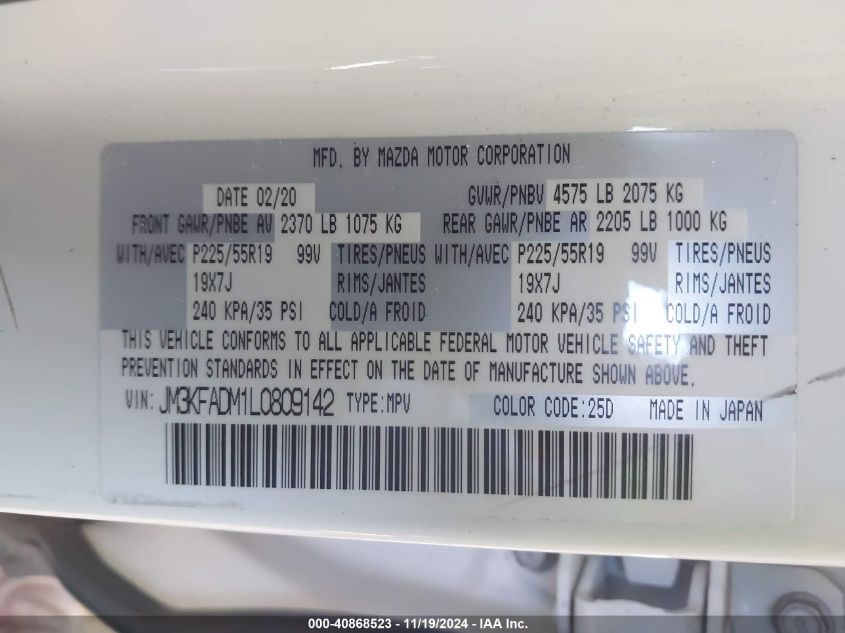 MFD. BY MAZDA MOTOR CORPORATION
DATE 02/20 GVWR/PNBV 4575 LB 2075 KG
FRONT GAWR/PNBE AV 2370 LB 1075 KG REAR GAWR/PNBE AR 2205 LB 1000 KG
WITH/AVEC P225/55R19 99V TIRES/PNEUS WITH/AVEC P225/55R19 99V TIRES/PNEUS
19X7J RIMS/JANTES 19X7J RIMS/JANTES
240 KPA/35 PSI COLD/A FROID 240 KPA/35 PSI COLD/A FROID
THIS VEHICLE CONFORMS TO ALL APPLICABLE FEDERAL MOTOR VEHICLE SAFETY AND THEFT
PREVENTION STANDARDS IN EFFECT ON THE DATE OF MANUFACTURE SHOWN ABOVE.
VIN: JM3KFADM1L0809142 TYPE:MPV COLOR CODE:25D MADE IN JAPAN
000-40868523 - 11/19/2024 - IAA Inc.